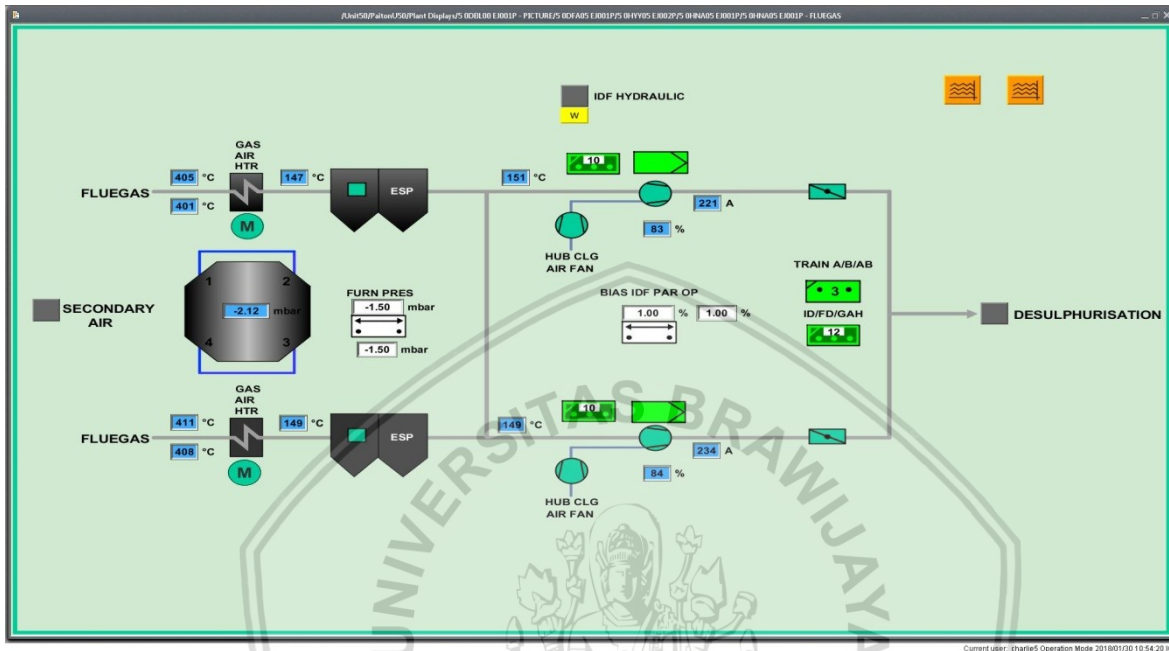 /Unit50/PaitonU50/Plant Displays/5 0DBL00 EJ001P - PICTURE/5 0DFA05 EJ001P/5 0HYY05 EJ002P/5 0HNA05 EJ001P/5 0HNA05 EJ001P - FLUEGAS
IDF HYDRAULIC
W
GAS
AIR
HTR
FLUEGAS
405 °C
401 °C
147 °C
M
ESP
151 °C
10
221 A
83 %
HUB CLG
AIR FAN
SECONDARY
AIR
1
2
-2.12 mbar
4
3
FURN PRES
-1.50 mbar
-1.50 mbar
BIAS IDF PAR OP
1.00 % 1.00 %
TRAIN A/B/AB
3
ID/FD/GAH
12
DESULPHURISATION
GAS
AIR
HTR
FLUEGAS
411 °C
408 °C
149 °C
M
ESP
149 °C
10
234 A
84 %
HUB CLG
AIR FAN
UNIVERSITAS BRAWIJAYA
Current user: charlie5 Operation Mode 2018/01/30 10:54:20